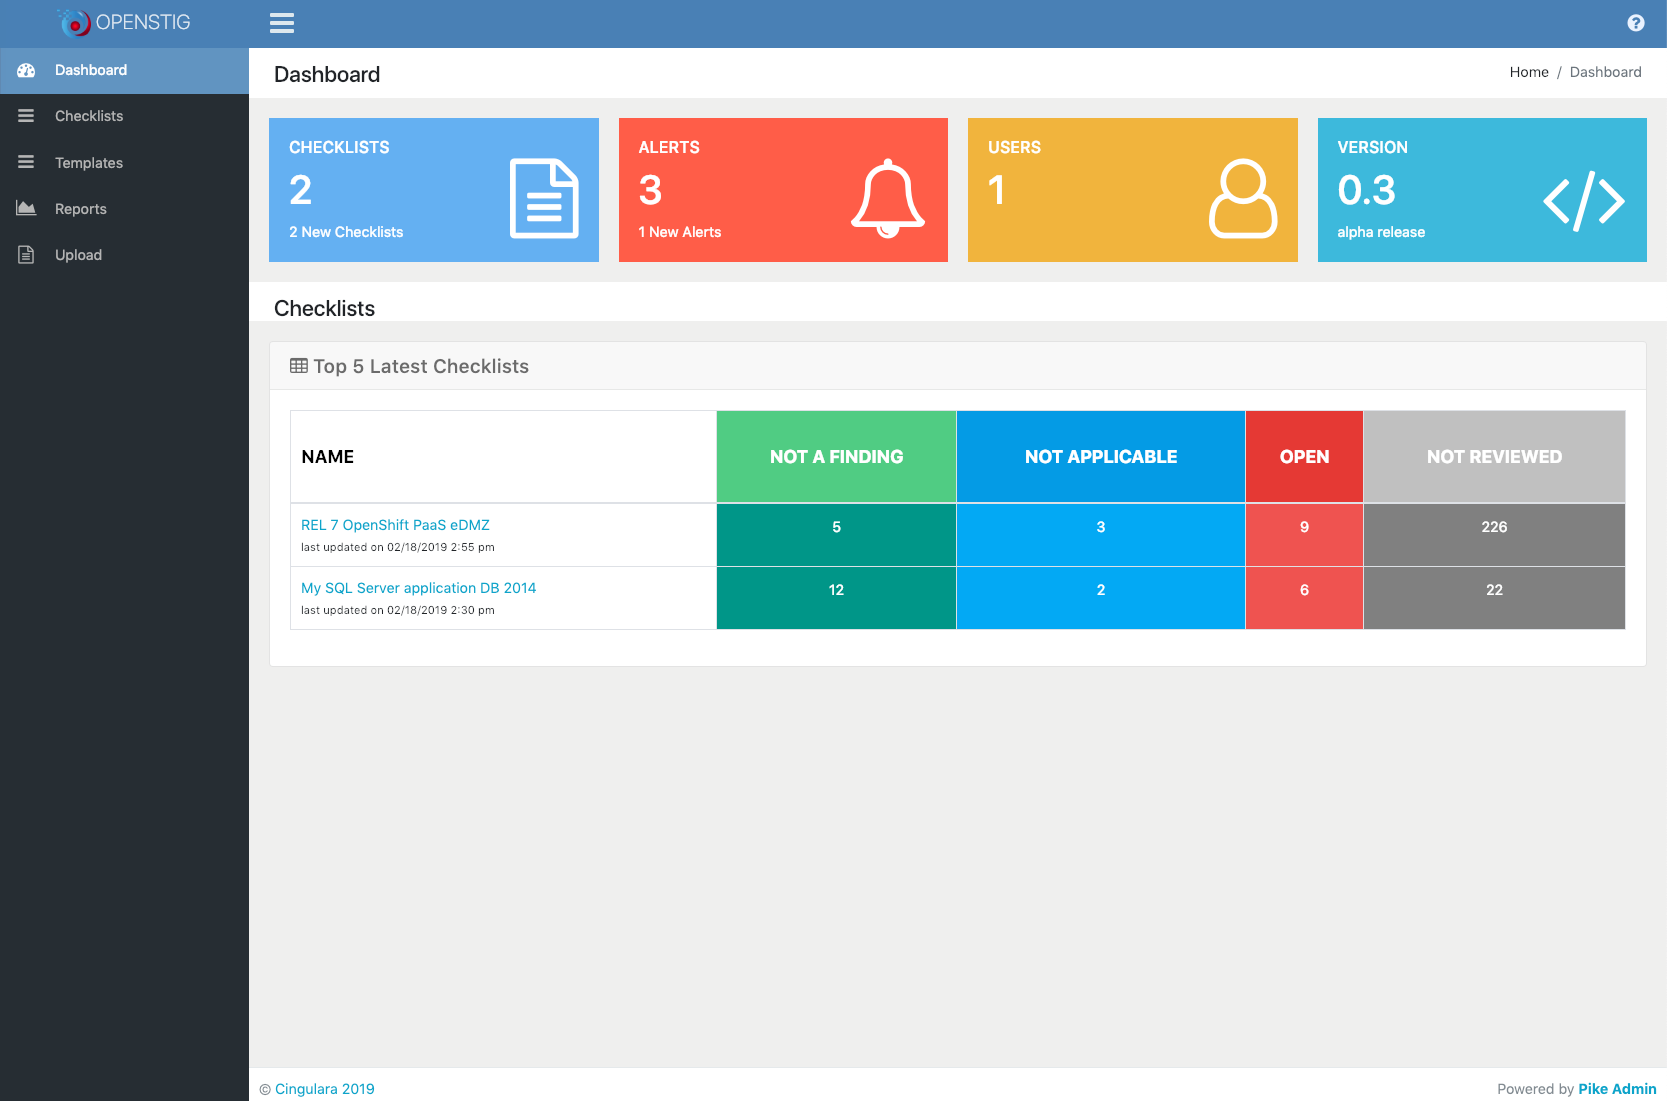 OPENSTIG
Dashboard
Checklists
Templates
Reports
Upload
Dashboard
Home / Dashboard
CHECKLISTS
2
2 New Checklists
ALERTS
3
1 New Alerts
USERS
1
VERSION
0.3
alpha release
Checklists
Top 5 Latest Checklists
NAME NOT A FINDING NOT APPLICABLE OPEN NOT REVIEWED
REL 7 OpenShift PaaS eDMZ 5 3 9 226
last updated on 02/18/2019 2:55 pm
My SQL Server application DB 2014 12 2 6 22
last updated on 02/18/2019 2:30 pm
© Cingulara 2019
Powered by Pike Admin